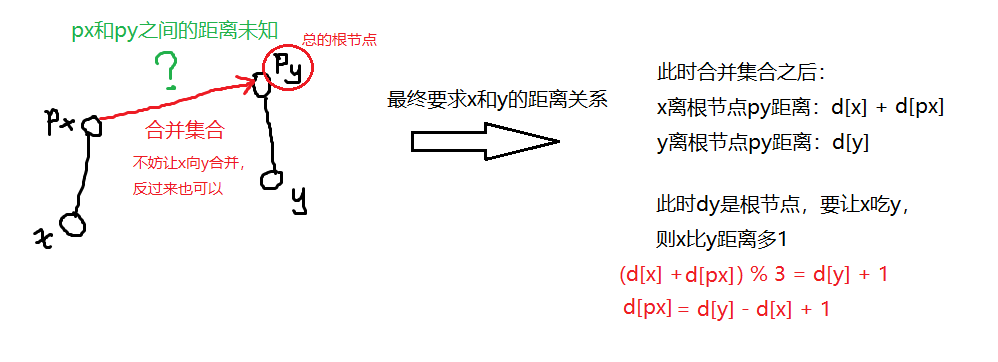 px和py之间的距离未知
?
总的根节点
Py
Px
合并集合
不妨让x向y合并，
反过来也可以
x
y
最终要求x和y的距离关系
此时合并集合之后：
x离根节点py距离：d[x] + d[px]
y离根节点py距离：d[y]
此时dy是根节点，要让x吃y，
则x比y距离多1
(d[x] +d[px]) % 3 = d[y] + 1
d[px] = d[y] - d[x] + 1